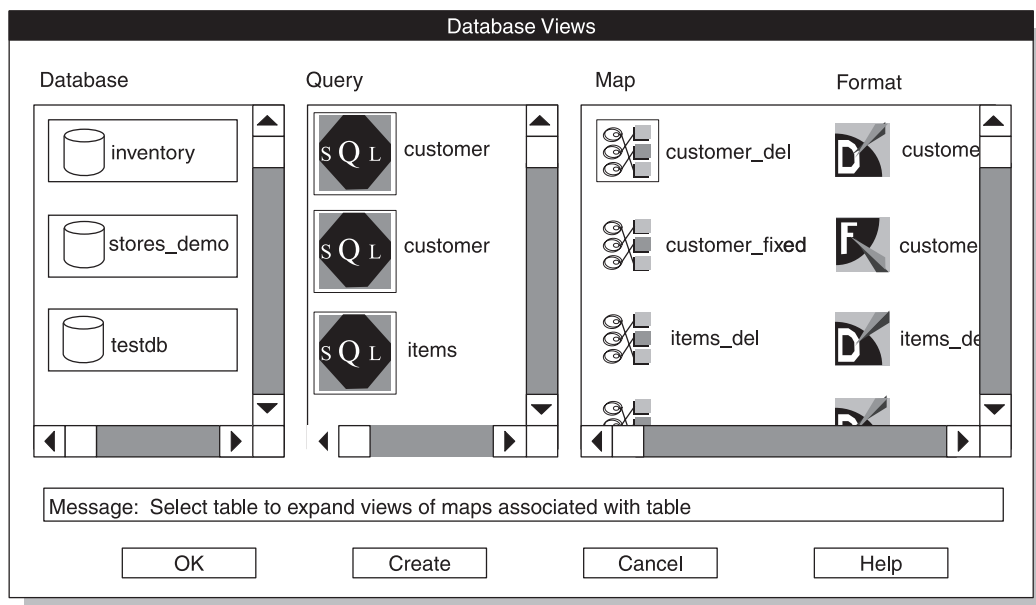 Database Views
Database Query Map Format
inventory
stores_demo
testdb
SQL customer
SQL customer
SQL items
customer_del D custome
customer_fixed F custome
items_del D items_de
D
Message: Select table to expand views of maps associated with table
OK Create Cancel Help